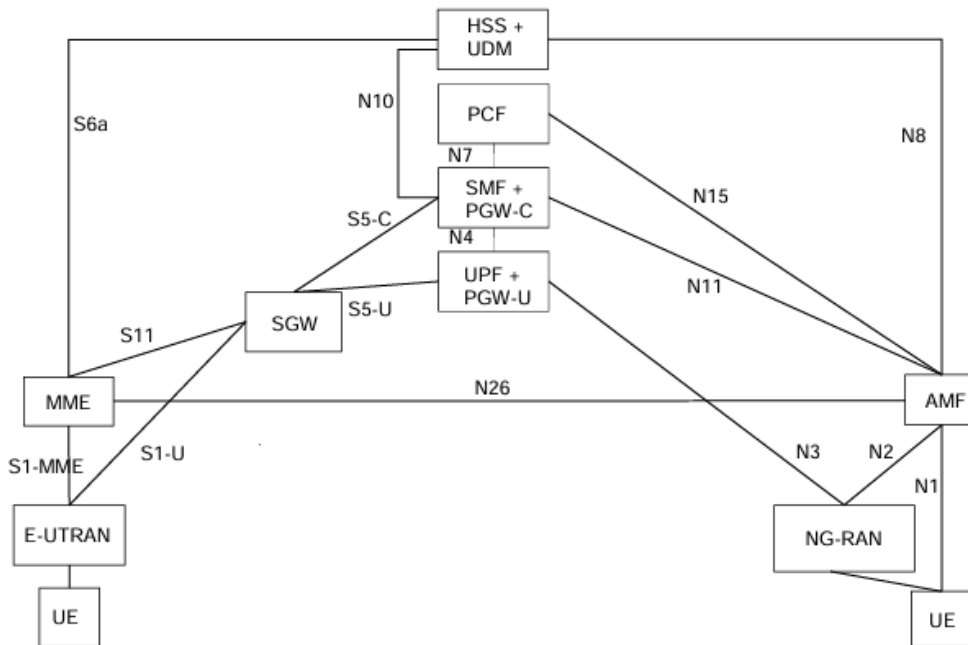 HSS +
UDM
N10
S6a
PCF
N8
N7
SMF +
PGW-C
N15
S5-C
N4
UPF +
PGW-U
N11
S5-U
SGW
S11
N26
MME
AMF
S1-U
N3
N2
S1-MME
N1
E-UTRAN
NG-RAN
UE
UE